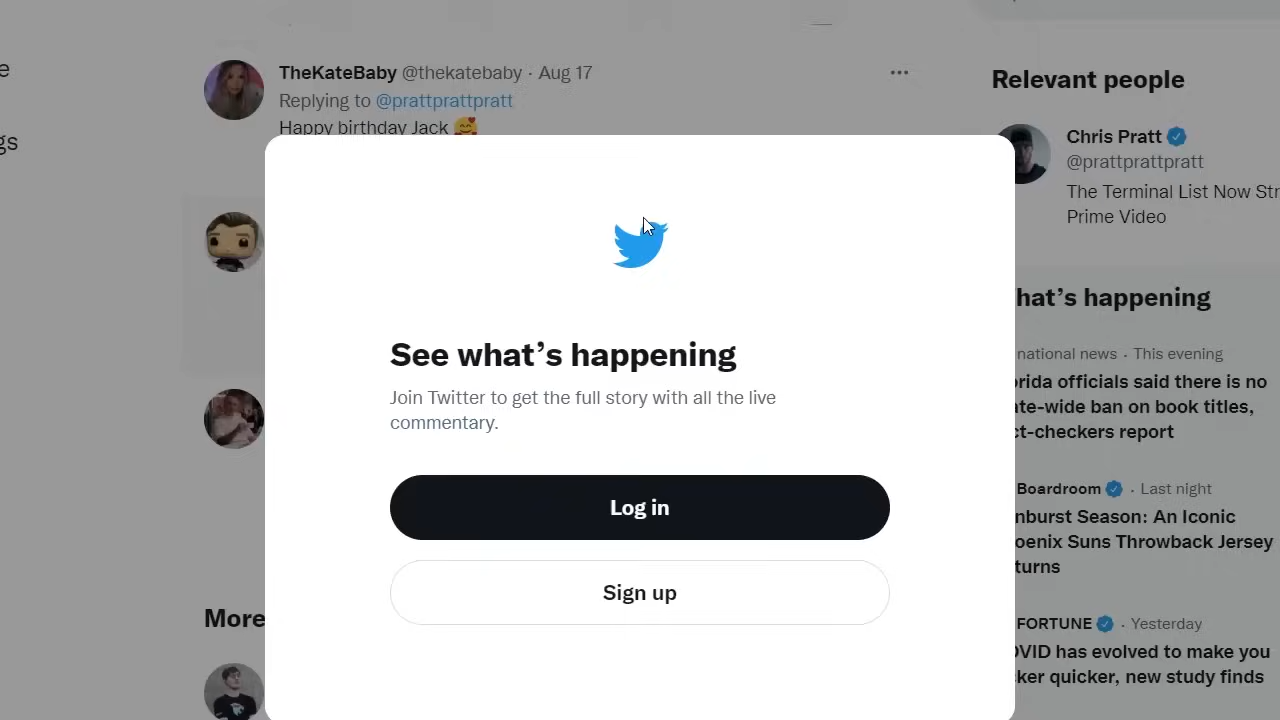 TheKateBaby @thekatebaby · Aug 17
Replying to @prattprattpratt
Happy birthday Jack 🥰
See what’s happening
Join Twitter to get the full story with all the live
commentary.
Log in
Sign up
More
Relevant people
Chris Pratt
@prattprattpratt
The Terminal List Now Str
Prime Video
hat’s happening
national news · This evening
orida officials said there is no
ate-wide ban on book titles,
ct-checkers report
Boardroom · Last night
nburst Season: An Iconic
oenix Suns Throwback Jersey
turns
FORTUNE · Yesterday
OVID has evolved to make you
ker quicker, new study finds
e
gs